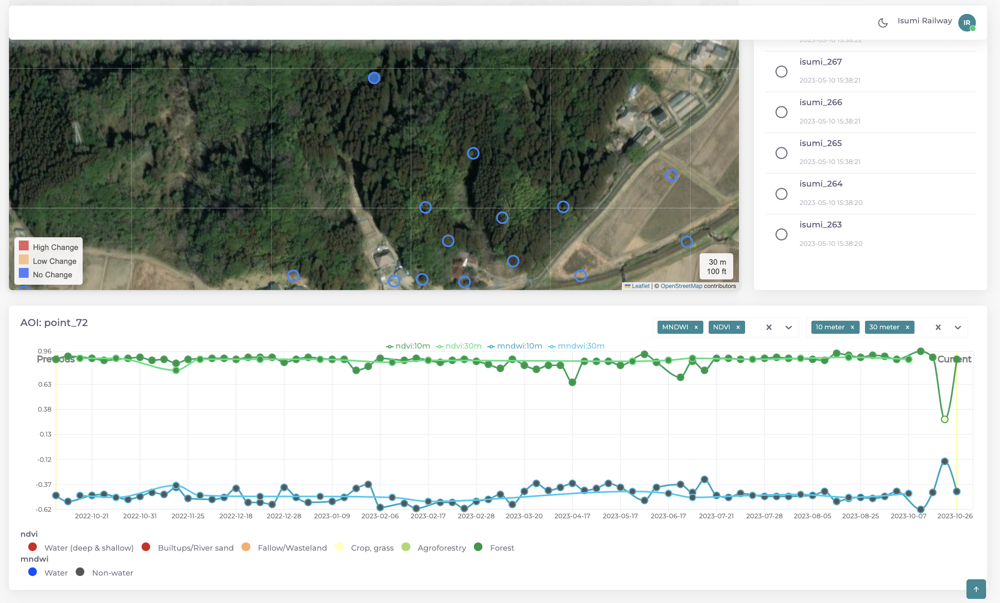 Isumi Railway
IR
2023-05-10 15:38:22
isumi_267
2023-05-10 15:38:21
isumi_266
2023-05-10 15:38:21
isumi_265
2023-05-10 15:38:21
isumi_264
2023-05-10 15:38:20
isumi_263
2023-05-10 15:38:20
High Change
Low Change
No Change
30 m
100 ft
Leaflet | © OpenStreetMap contributors
AOI: point_72
MNDWI x NDVI x
10 meter x 30 meter x
ndvi:10m ndvi:30m mndwi:10m mndwi:30m
0.96
Previous
Current
0.63
0.38
0.13
-0.12
-0.37
-0.62
2022-10-21 2022-10-31 2022-11-25 2022-12-18 2022-12-28 2023-01-09 2023-02-06 2023-02-17 2023-02-28 2023-03-20 2023-04-17 2023-05-17 2023-06-17 2023-07-21 2023-07-28 2023-08-05 2023-08-25 2023-10-07 2023-10-26
ndvi
Water (deep & shallow) Builtups/River sand Fallow/Wasteland Crop, grass Agroforestry Forest
mndwi
Water Non-water